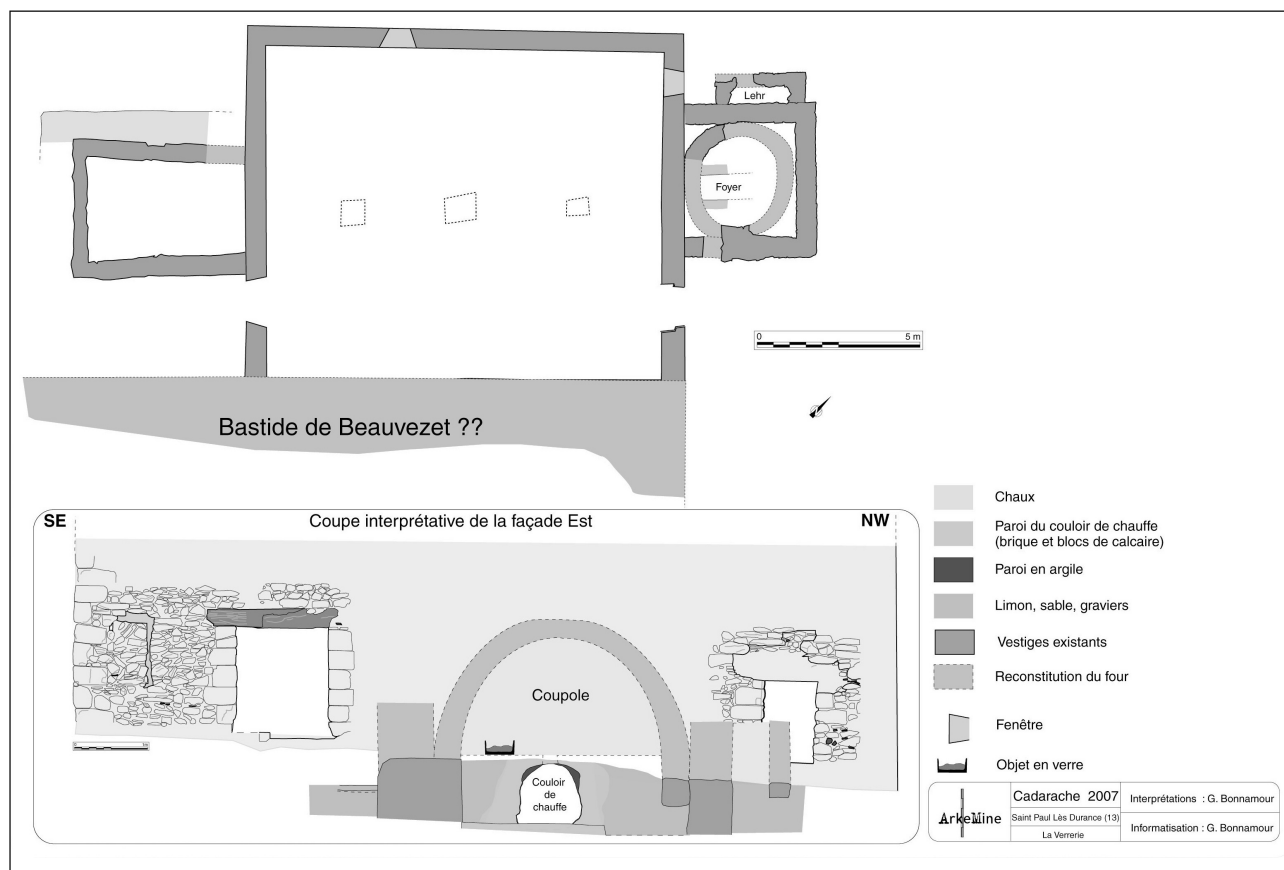 Lehr
Foyer
0 5 m
Bastide de Beauvezet ??
SE
Coupe interprétative de la façade Est
NW
Coupole
Couloir
de
chauffe
Chaux
Paroi du couloir de chauffe
(brique et blocs de calcaire)
Paroi en argile
Limon, sable, graviers
Vestiges existants
Reconstitution du four
Fenêtre
Objet en verre
ArkeMine
Cadarache 2007
Saint Paul Lès Durance (13)
La Verrerie
Interprétations : G. Bonnamour
Informatisation : G. Bonnamour